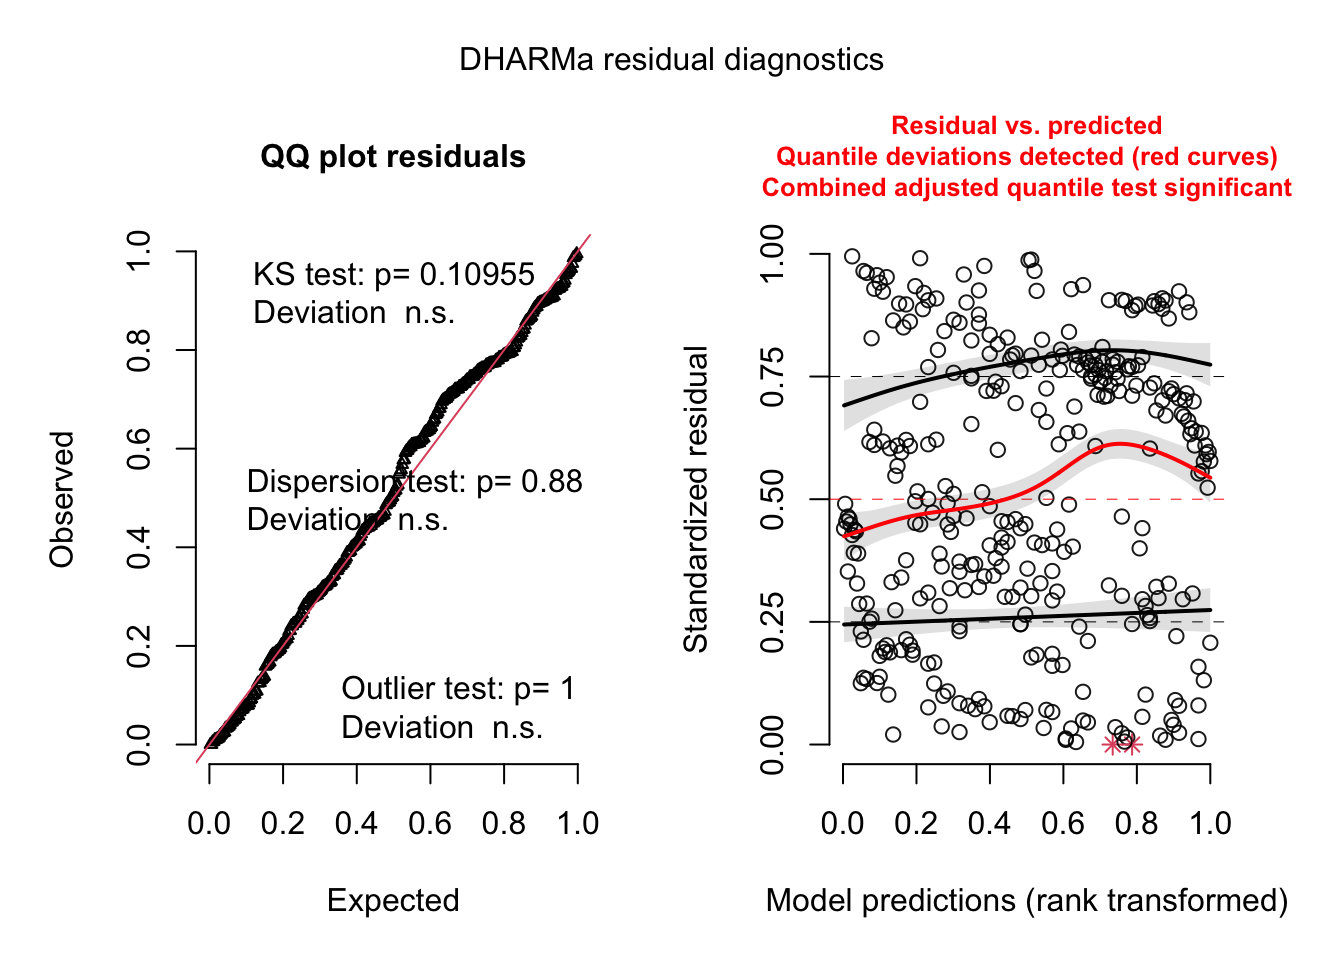 DHARMa residual diagnostics
QQ plot residuals
KS test: p= 0.10955
Deviation  n.s.
Dispersion test: p= 0.88
Deviation  n.s.
Outlier test: p= 1
Deviation  n.s.
Observed
0.0 0.2 0.4 0.6 0.8 1.0
0.0 0.2 0.4 0.6 0.8 1.0
Expected
Residual vs. predicted
Quantile deviations detected (red curves)
Combined adjusted quantile test significant
Standardized residual
0.00 0.25 0.50 0.75 1.00
0.0 0.2 0.4 0.6 0.8 1.0
Model predictions (rank transformed)